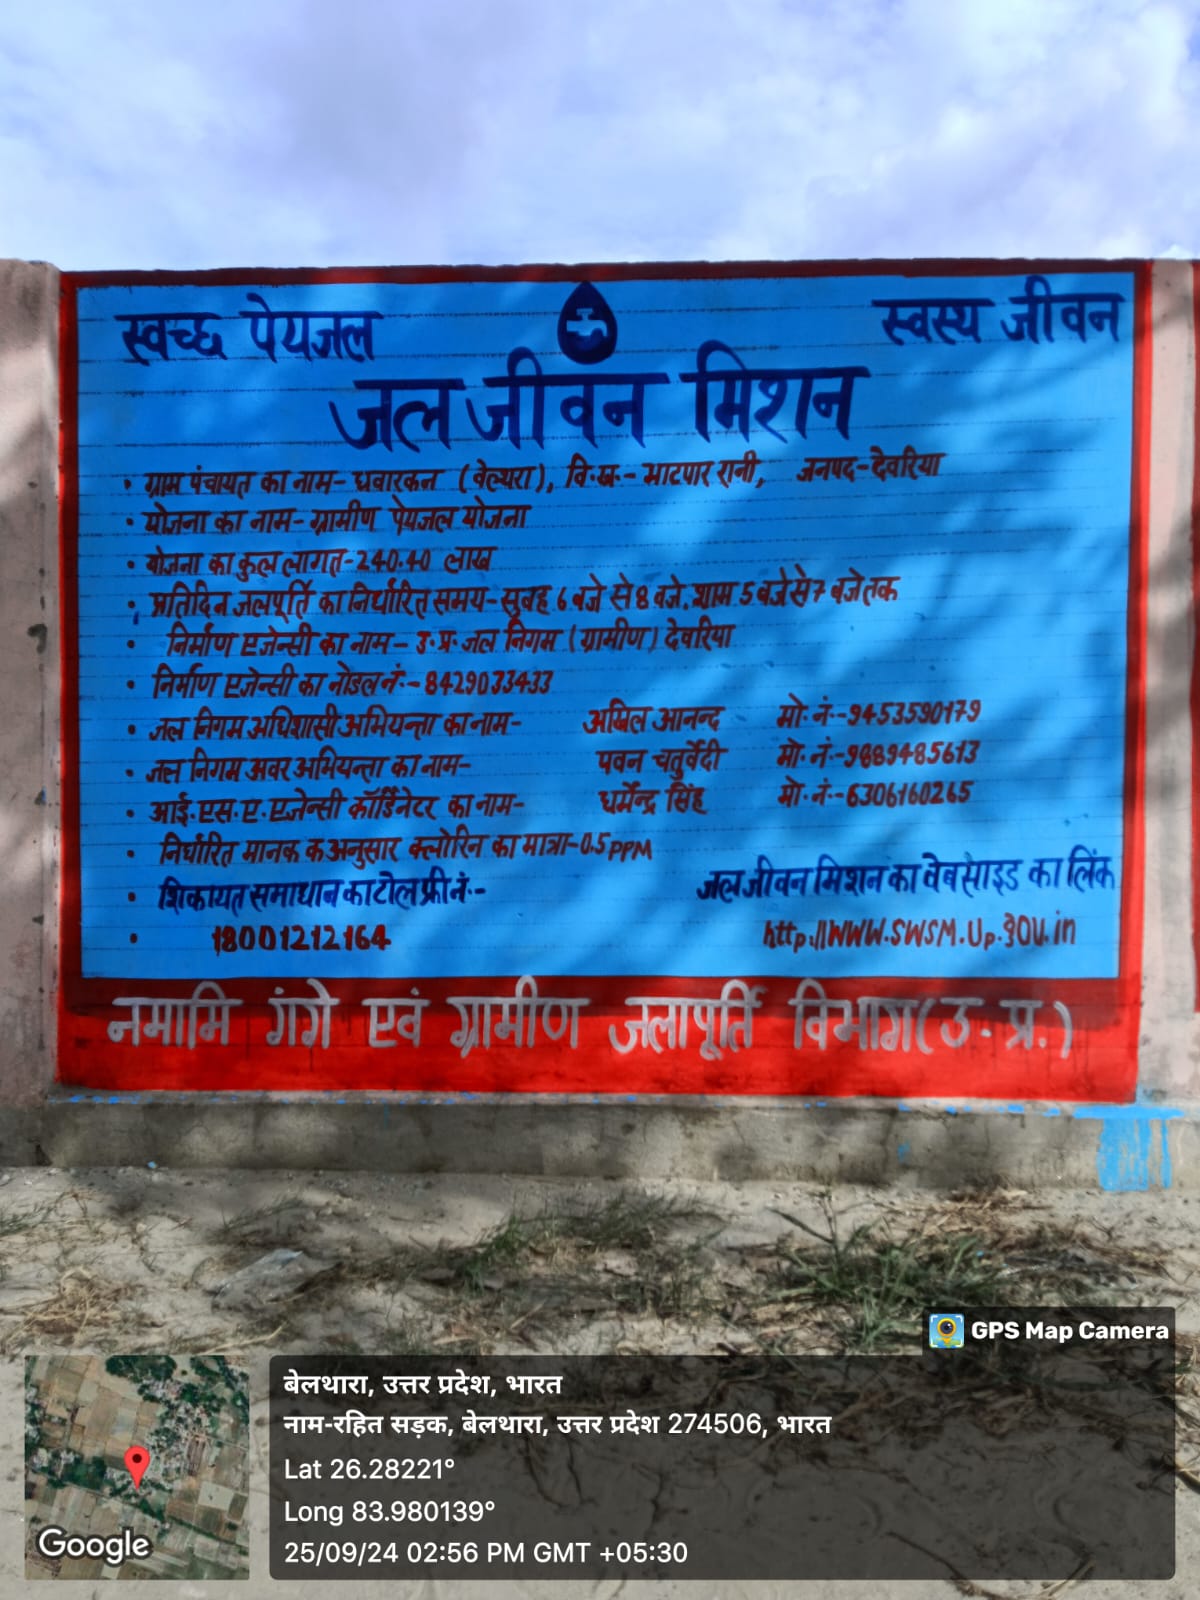 स्वच्छ पेयजल
स्वस्य जीवन
जल जीवन मिशन
• ग्राम पंचायत का नाम- धवारकन (वेल्थरा), वि.ख.- भाटपार रानी, जनपद-देवरिया
• योजना का नाम- ग्रामीण पेयजल योजना
• योजना का कुल लागत-240.40 लाख
• प्रतिदिन जलपूर्ति का निर्धारित समय- सुवह 6 बजे से 8 वजे, शाम 5 बजे से 7 बजे तक
• निर्माण एजेन्सी का नाम- उ.प्र. जल निगम (ग्रामीण) देवरिया
• निर्माण एजेन्सी का नोडल नं.-8429033433
• जल निगम अधिशासी अभियन्ता का नाम- अखिल आनन्द मो.नं.-9453590179
• जल निगम अवर अभियन्ता का नाम- पवन चतुर्वेदी मो.नं-9889485613
• आई.एस.ए.एजेन्सी कॉर्डिनेटर का नाम- धर्मेन्द्र सिंह मो.नं-6306160265
• निर्धारित मानक क अनुसार क्लोरिन का मात्रा-0.5 PPM
• शिकायत समाधान का टोल फ्री नं.-
जल जीवन मिशन का वेबसाइड का लिंक
• 18001212164
http://WWW.SWSM.Up.gov.in
नमामि गंगे एवं ग्रामीण जलापूर्ति विभाग(उ.प्र.)
GPS Map Camera
बेलथारा, उत्तर प्रदेश, भारत
नाम-रहित सड़क, बेलथारा, उत्तर प्रदेश 274506, भारत
Lat 26.28221°
Long 83.980139°
25/09/24 02:56 PM GMT +05:30
Google